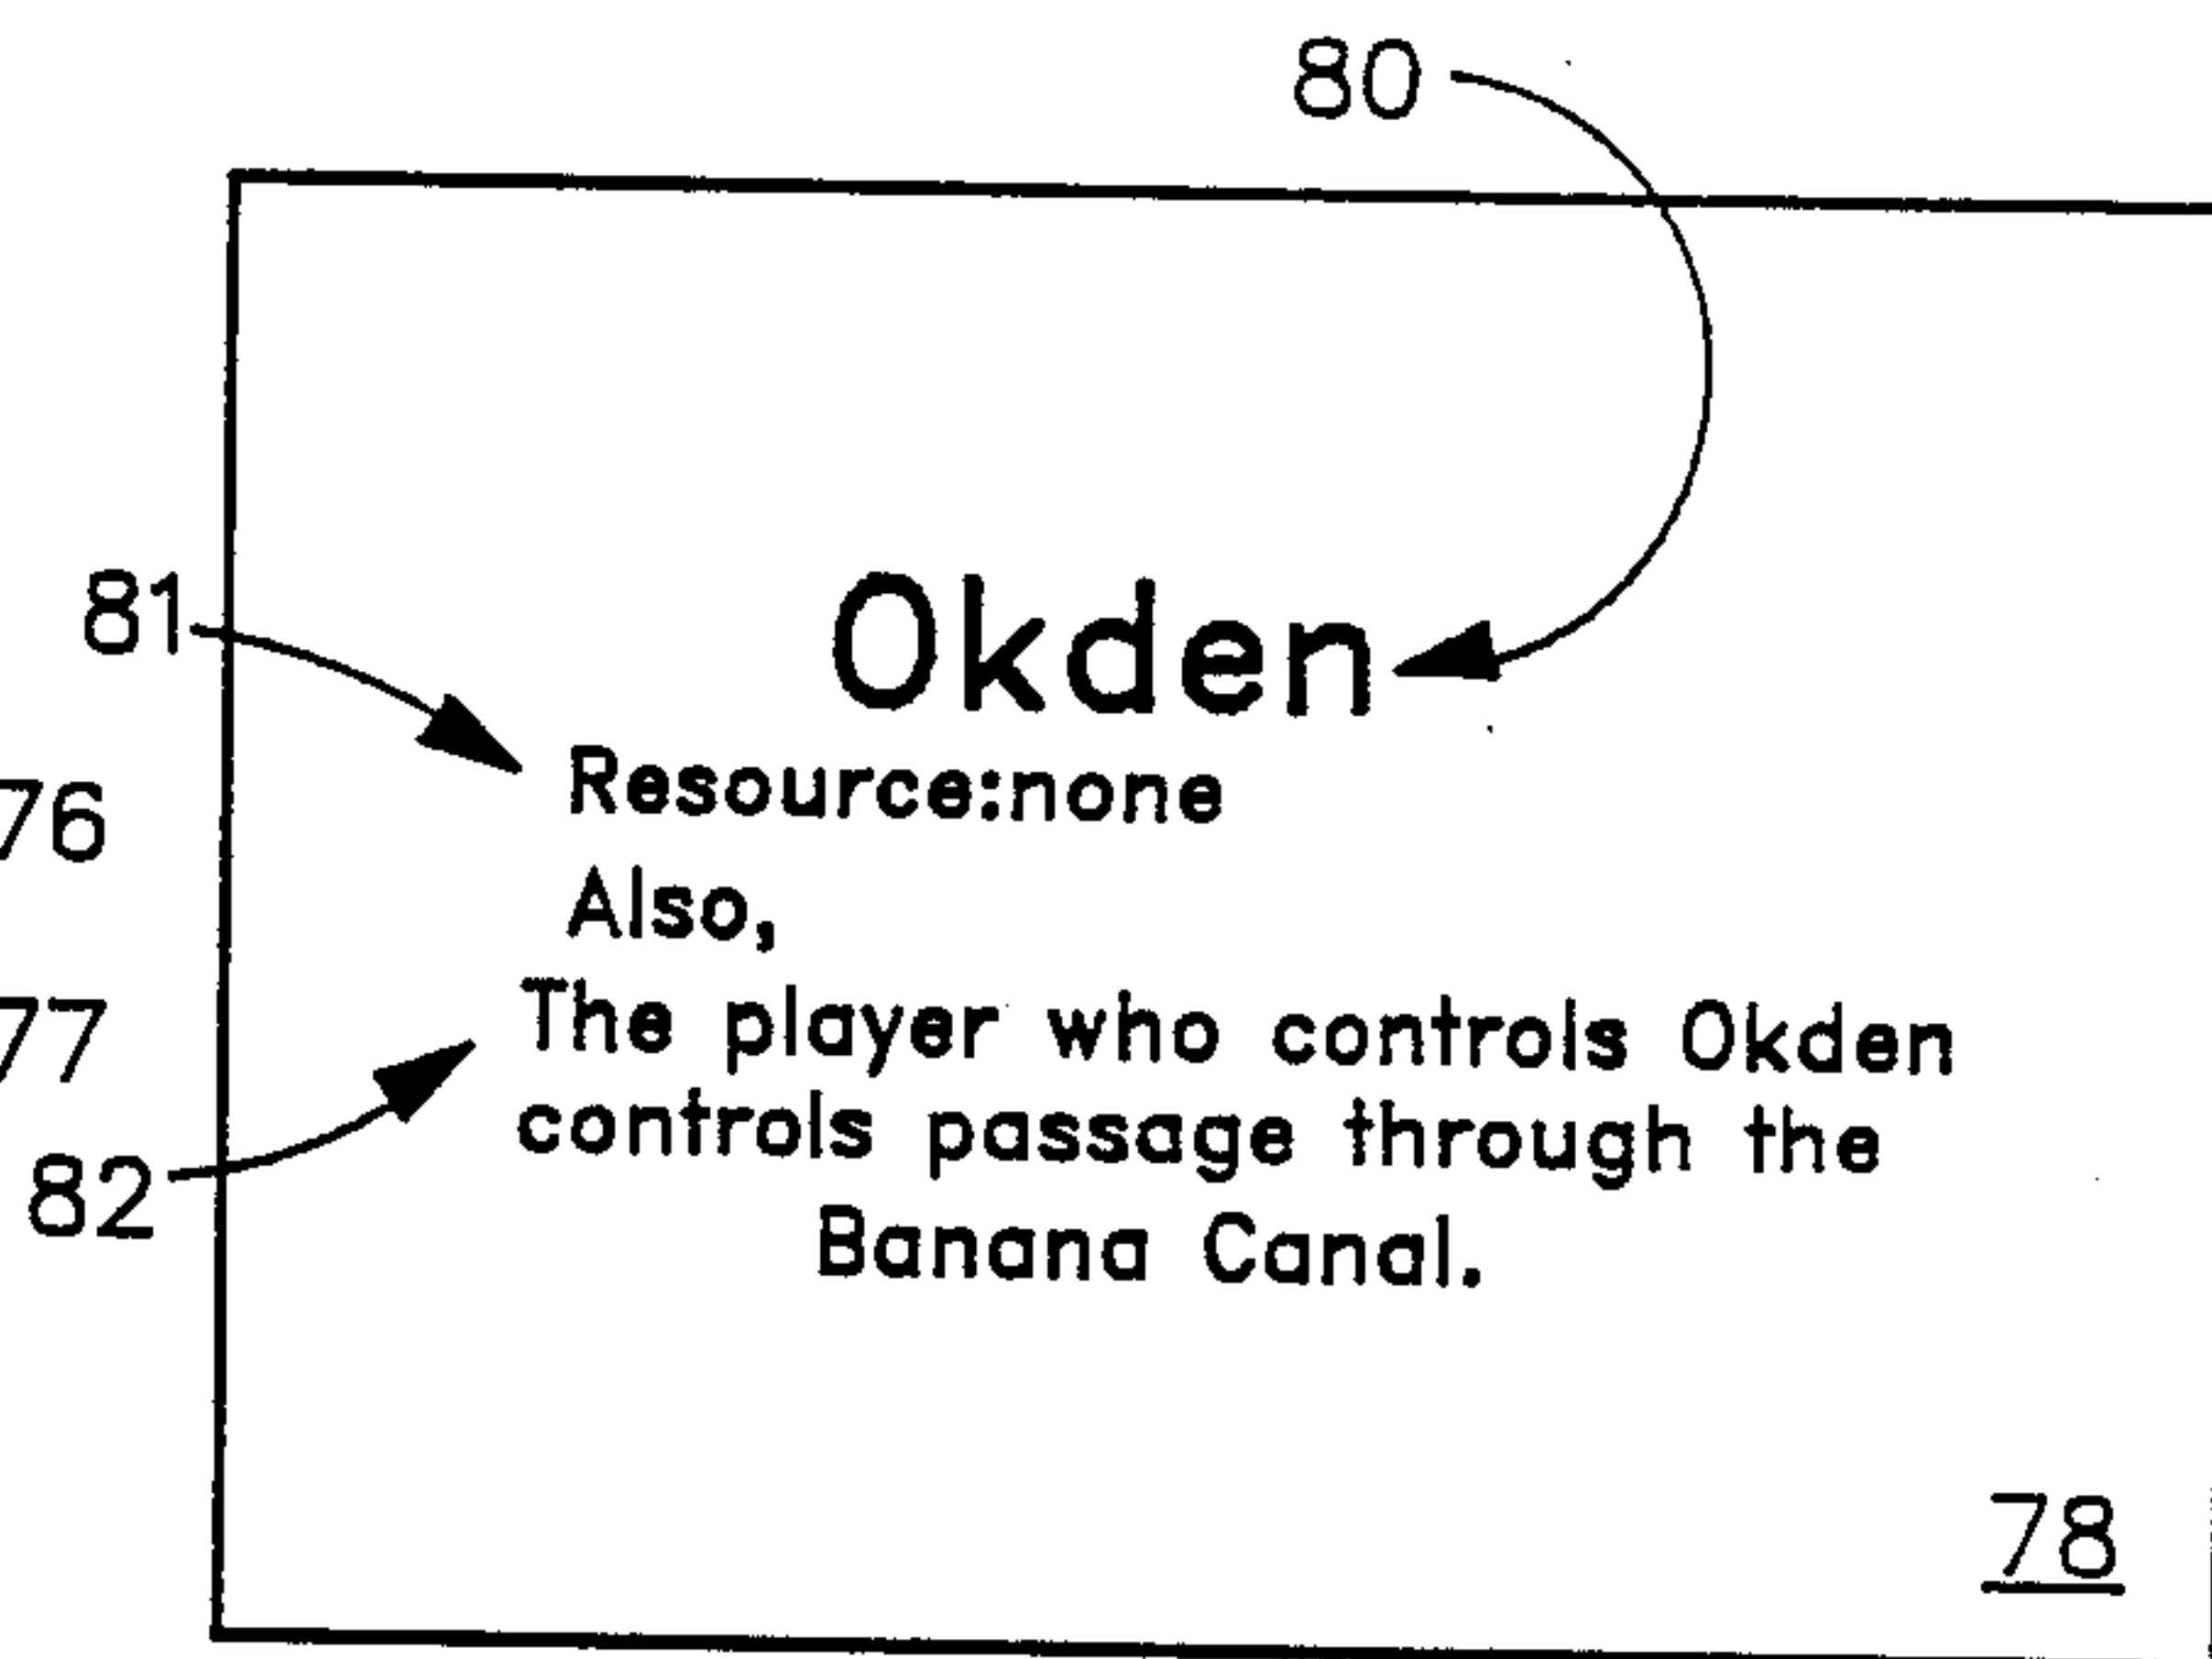 80
81
Okden
Resource:none
76
Also,
77
The player who controls Okden
controls passage through the
82
Banana Canal.
78